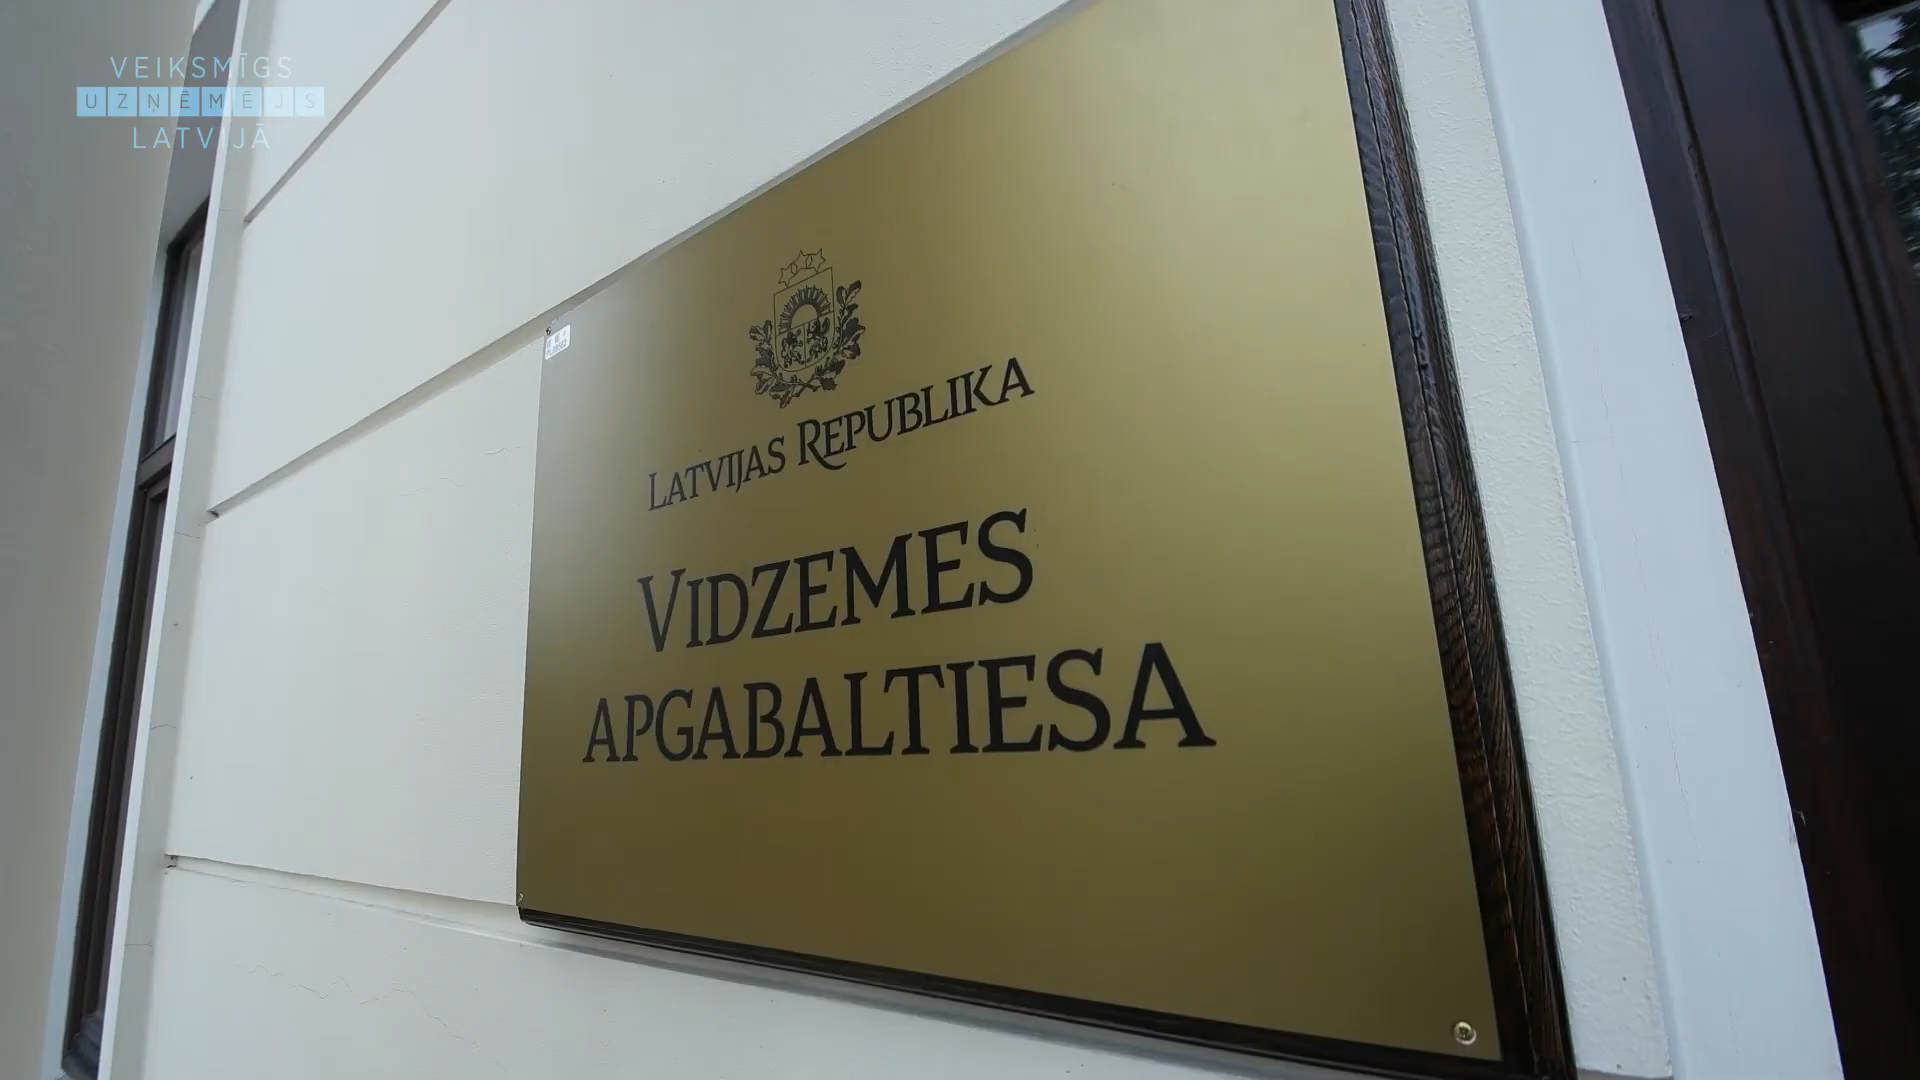 VEIKSMĪGS
UZŅĒMĒJS
LATVIJĀ
LATVIJAS REPUBLIKA
VIDZEMES
APGABALTIESA